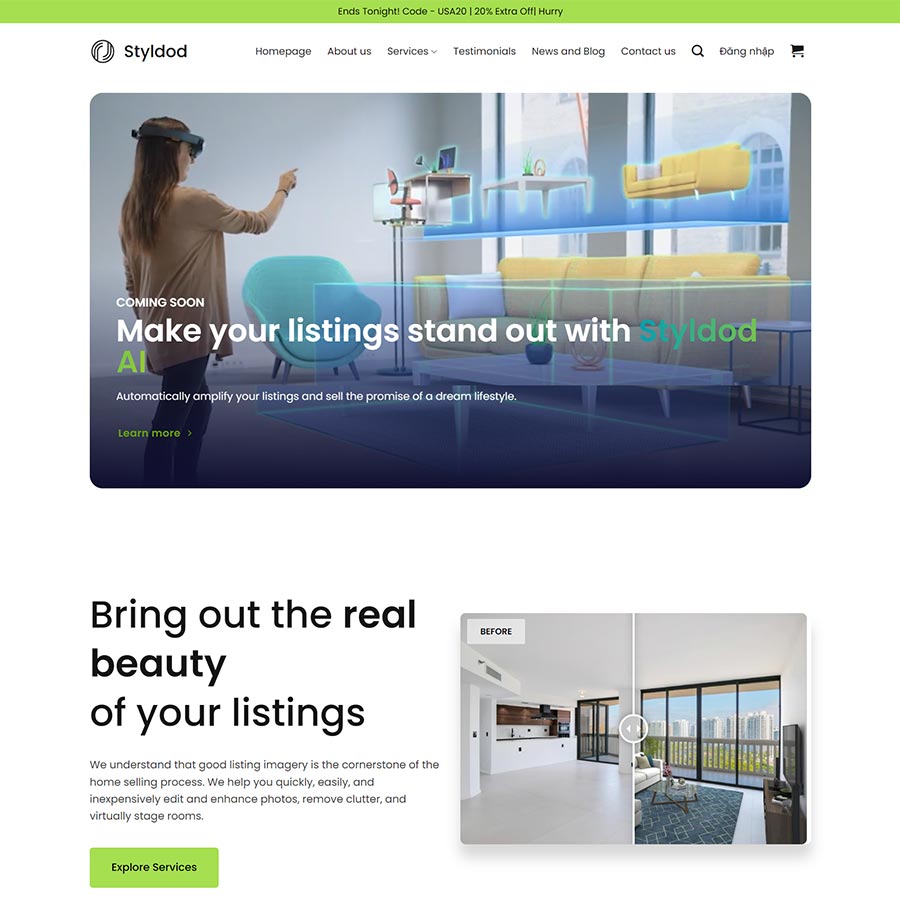 Ends Tonight! Code - USA20 | 20% Extra Off| Hurry
Styldod
Homepage About us Services Testimonials News and Blog Contact us Đăng nhập
COMING SOON
Make your listings stand out with Styldod
AI
Automatically amplify your listings and sell the promise of a dream lifestyle.
Learn more
Bring out the real
beauty
of your listings
BEFORE
We understand that good listing imagery is the cornerstone of the
home selling process. We help you quickly, easily, and
inexpensively edit and enhance photos, remove clutter, and
virtually stage rooms.
Explore Services